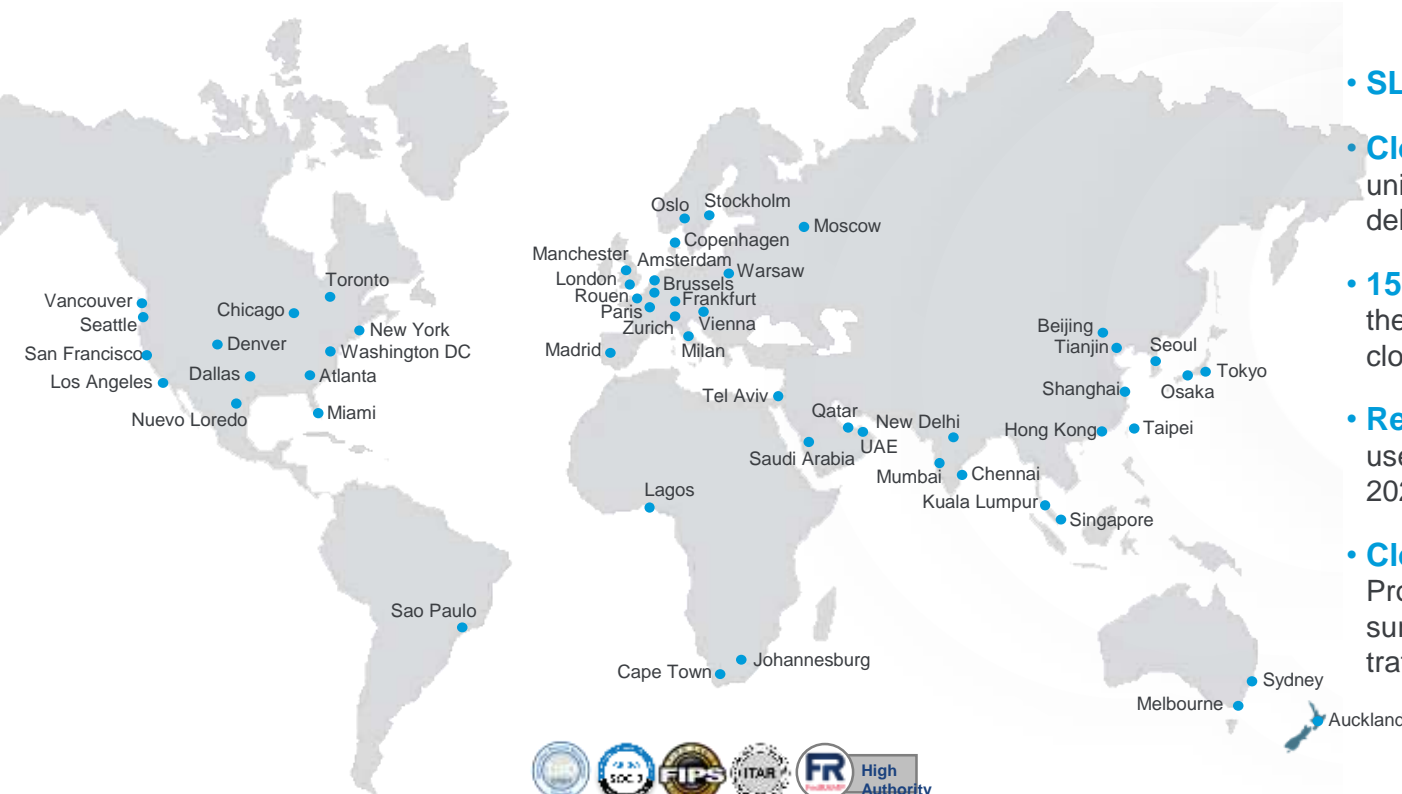 Oslo
Stockholm
Moscow
Copenhagen
Manchester
Amsterdam
Warsaw
London
Brussels
Rouen
Frankfurt
Paris
Zurich
Vienna
Madrid
Milan
Toronto
Vancouver
Chicago
Seattle
New York
Denver
Washington DC
San Francisco
Dallas
Atlanta
Los Angeles
Nuevo Loredo
Miami
Beijing
Tianjin
Seoul
Tokyo
Shanghai
Osaka
Tel Aviv
Qatar
New Delhi
UAE
Hong Kong
Taipei
Saudi Arabia
Mumbai
Chennai
Kuala Lumpur
Singapore
Lagos
Sao Paulo
Cape Town
Johannesburg
Sydney
Melbourne
Auckland
• SL
• Clo
uni
del
• 15
the
clo
• Re
use
202
• Clo
Pro
sur
traf
SOC 3
FIPS
ITAR
FR
FedRAMP
High
Authority